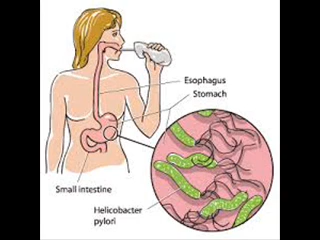 Esophagus
Stomach
Small intestine
Helicobacter
pylori